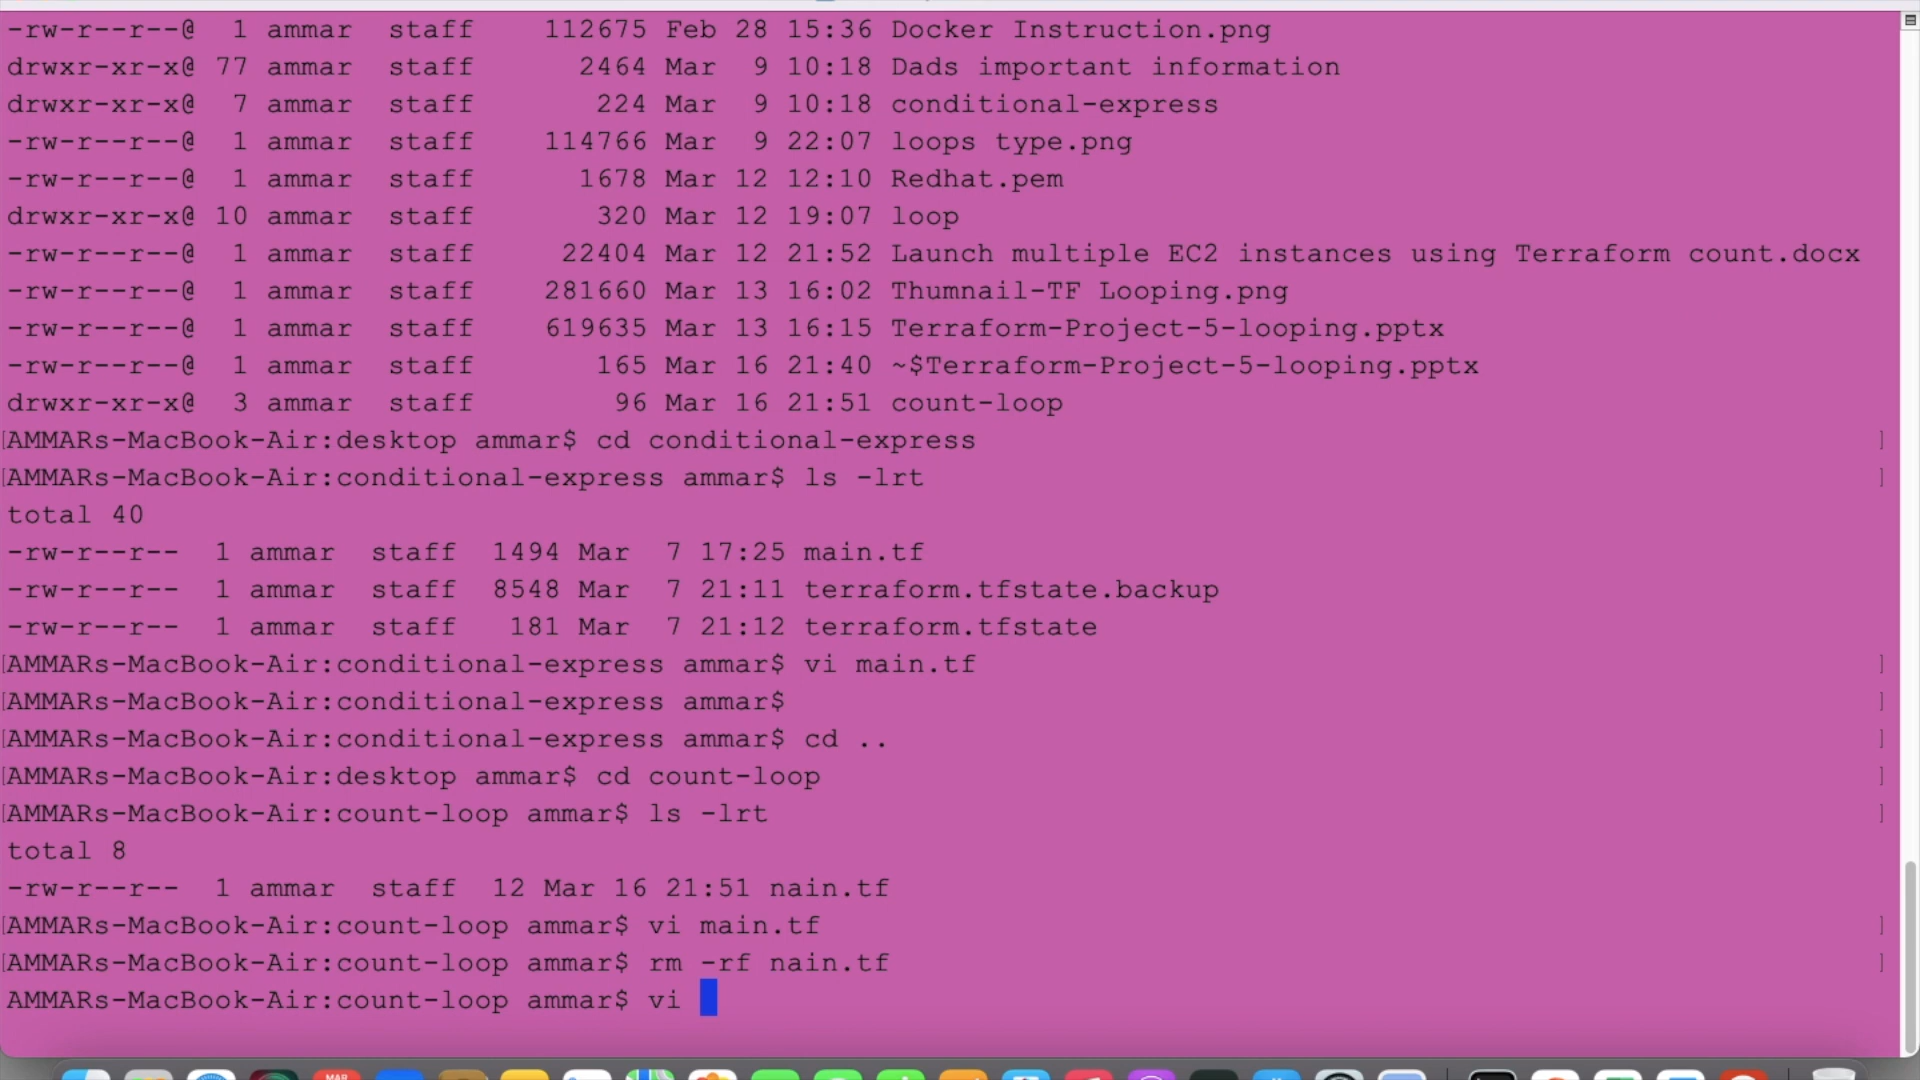 -rw-r--r--@  1 ammar  staff    112675 Feb 28 15:36 Docker Instruction.png
drwxr-xr-x@ 77 ammar  staff      2464 Mar  9 10:18 Dads important information
drwxr-xr-x@  7 ammar  staff       224 Mar  9 10:18 conditional-express
-rw-r--r--@  1 ammar  staff    114766 Mar  9 22:07 loops type.png
-rw-r--r--@  1 ammar  staff      1678 Mar 12 12:10 Redhat.pem
drwxr-xr-x@ 10 ammar  staff       320 Mar 12 19:07 loop
-rw-r--r--@  1 ammar  staff     22404 Mar 12 21:52 Launch multiple EC2 instances using Terraform count.docx
-rw-r--r--@  1 ammar  staff    281660 Mar 13 16:02 Thumnail-TF Looping.png
-rw-r--r--@  1 ammar  staff    619635 Mar 13 16:15 Terraform-Project-5-looping.pptx
-rw-r--r--@  1 ammar  staff       165 Mar 16 21:40 ~$Terraform-Project-5-looping.pptx
drwxr-xr-x@  3 ammar  staff        96 Mar 16 21:51 count-loop
[AMMARs-MacBook-Air:desktop ammar$ cd conditional-express ]
[AMMARs-MacBook-Air:conditional-express ammar$ ls -lrt ]
total 40
-rw-r--r--  1 ammar  staff  1494 Mar  7 17:25 main.tf
-rw-r--r--  1 ammar  staff  8548 Mar  7 21:11 terraform.tfstate.backup
-rw-r--r--  1 ammar  staff   181 Mar  7 21:12 terraform.tfstate
[AMMARs-MacBook-Air:conditional-express ammar$ vi main.tf ]
[AMMARs-MacBook-Air:conditional-express ammar$ ]
[AMMARs-MacBook-Air:conditional-express ammar$ cd .. ]
[AMMARs-MacBook-Air:desktop ammar$ cd count-loop ]
[AMMARs-MacBook-Air:count-loop ammar$ ls -lrt ]
total 8
-rw-r--r--  1 ammar  staff  12 Mar 16 21:51 nain.tf
[AMMARs-MacBook-Air:count-loop ammar$ vi main.tf ]
[AMMARs-MacBook-Air:count-loop ammar$ rm -rf nain.tf ]
AMMARs-MacBook-Air:count-loop ammar$ vi
MAR